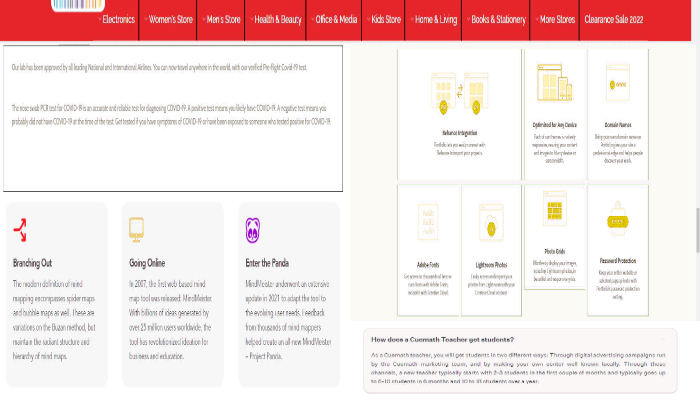 Electronics Women's Store Men's Store Health & Beauty Office & Media Kids Store Home & Living Books & Stationery More Stores Clearance Sale 2022
Our lab has been approved by all leading National and International Airlines. You can now travel anywhere in the world, with our verified Pre-flight Covid-19 test.
The nose swab PCR test for COVID-19 is an accurate and reliable test for diagnosing COVID-19. A positive test means you likely have COVID-19. A negative test means you
probably did not have COVID-19 at the time of the test. Get tested if you have symptoms of COVID-19 or have been exposed to someone who tested positive for COVID-19.
Branching Out
The modern definition of mind
mapping encompasses spider maps
and bubble maps as well. These are
variations on the Buzan method, but
maintain the radiant structure and
hierarchy of mind maps.
Going Online
In 2007, the first web-based mind
map tool was released: MindMeister.
With billions of ideas generated by
over 25 million users worldwide, the
tool has revolutionized ideation for
business and education.
Enter the Panda
MindMeister underwent an extensive
update in 2021 to adapt the tool to
the evolving user needs. Feedback
from thousands of mind mappers
helped create an all-new MindMeister
– Project Panda.
Behance Integration
Optimized for Any Device
Domain Names
Adobe Fonts
Lightroom Photos
Photo Grids
Password Protection
How does a Cuemath Teacher get students?
As a Cuemath teacher, you will get students in two different ways: Through digital advertising campaigns run
by the Cuemath marketing team, and by making your own center well known locally. Through these
channels, a new teacher typically starts with 2-3 students in the first couple of months and typically goes up
to 8-10 students in 6 months and 10 to 18 students over a year.